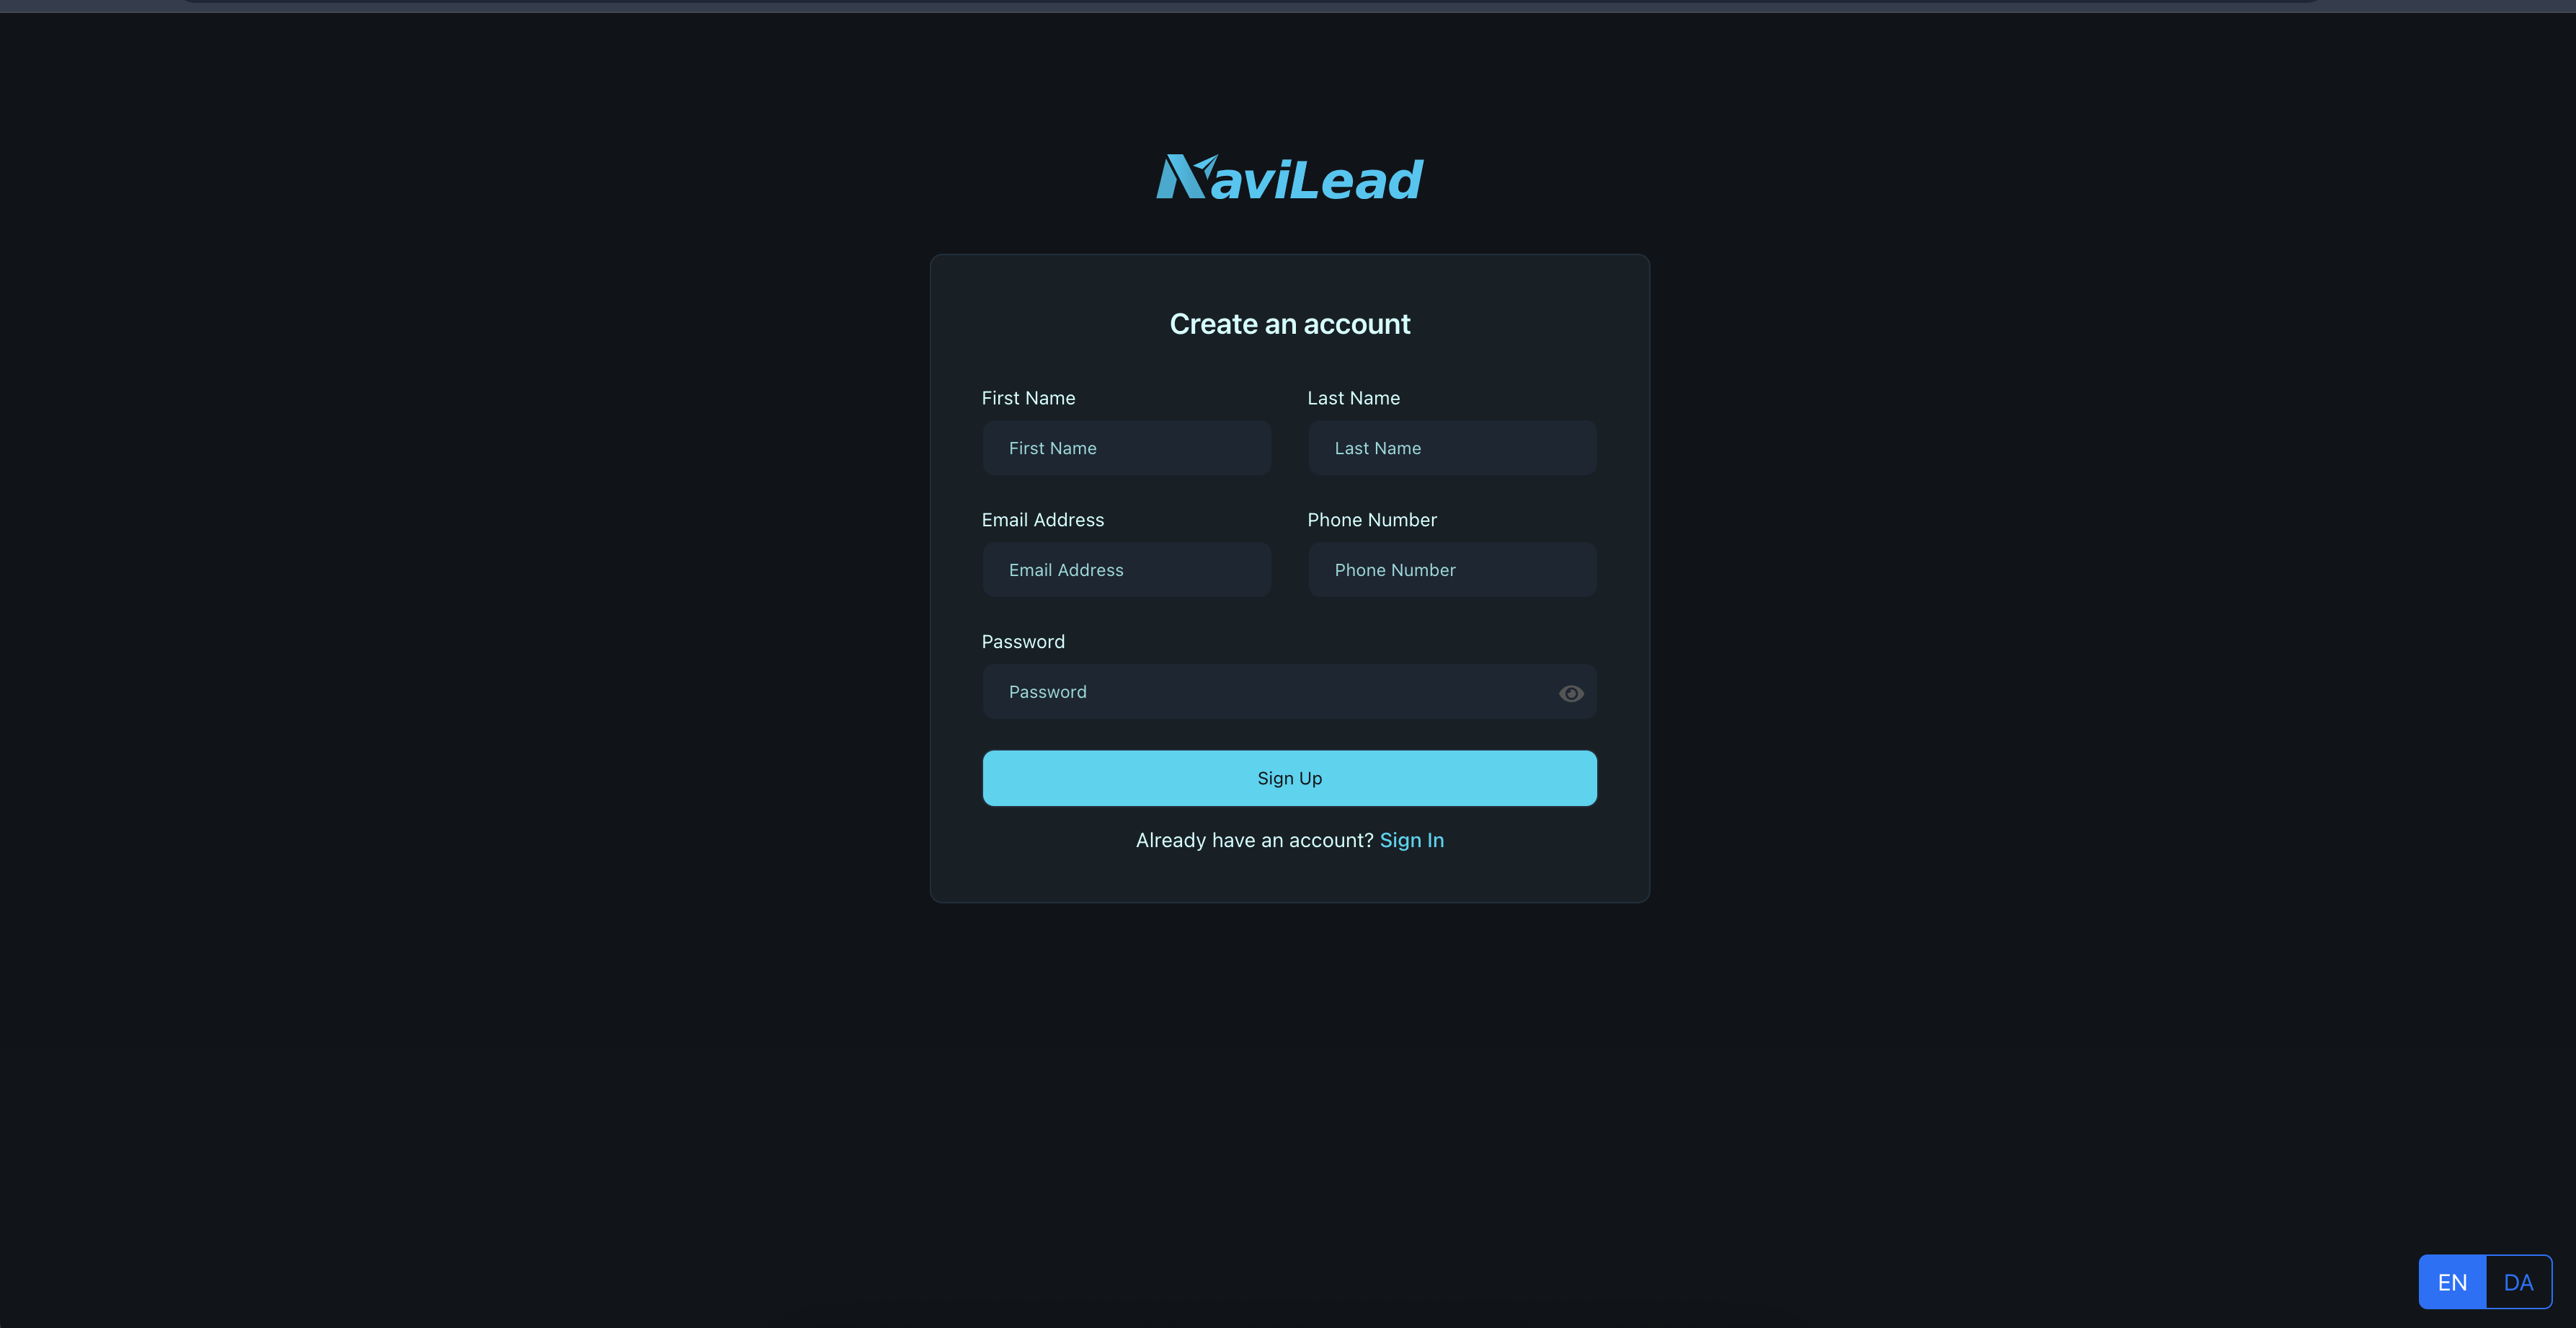 NaviLead
Create an account
First Name
Last Name
First Name
Last Name
Email Address
Phone Number
Email Address
Phone Number
Password
Password
Sign Up
Already have an account? Sign In
EN
DA